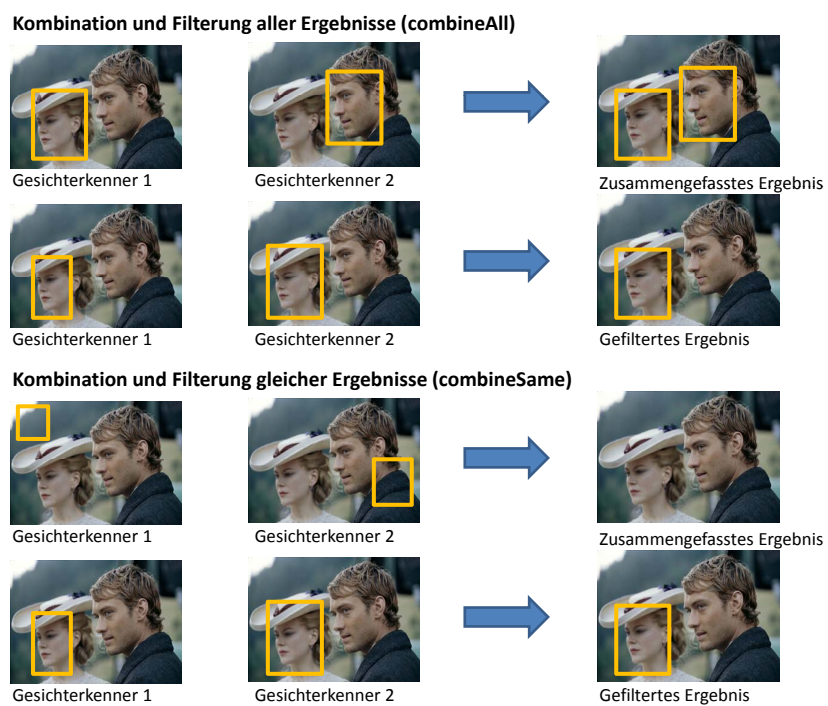 Kombination und Filterung aller Ergebnisse (combineAll)
Gesichterkenner 1
Gesichterkenner 2
Zusammengefasstes Ergebnis
Gesichterkenner 1
Gesichterkenner 2
Gefiltertes Ergebnis
Kombination und Filterung gleicher Ergebnisse (combineSame)
Gesichterkenner 1
Gesichterkenner 2
Zusammengefasstes Ergebnis
Gesichterkenner 1
Gesichterkenner 2
Gefiltertes Ergebnis